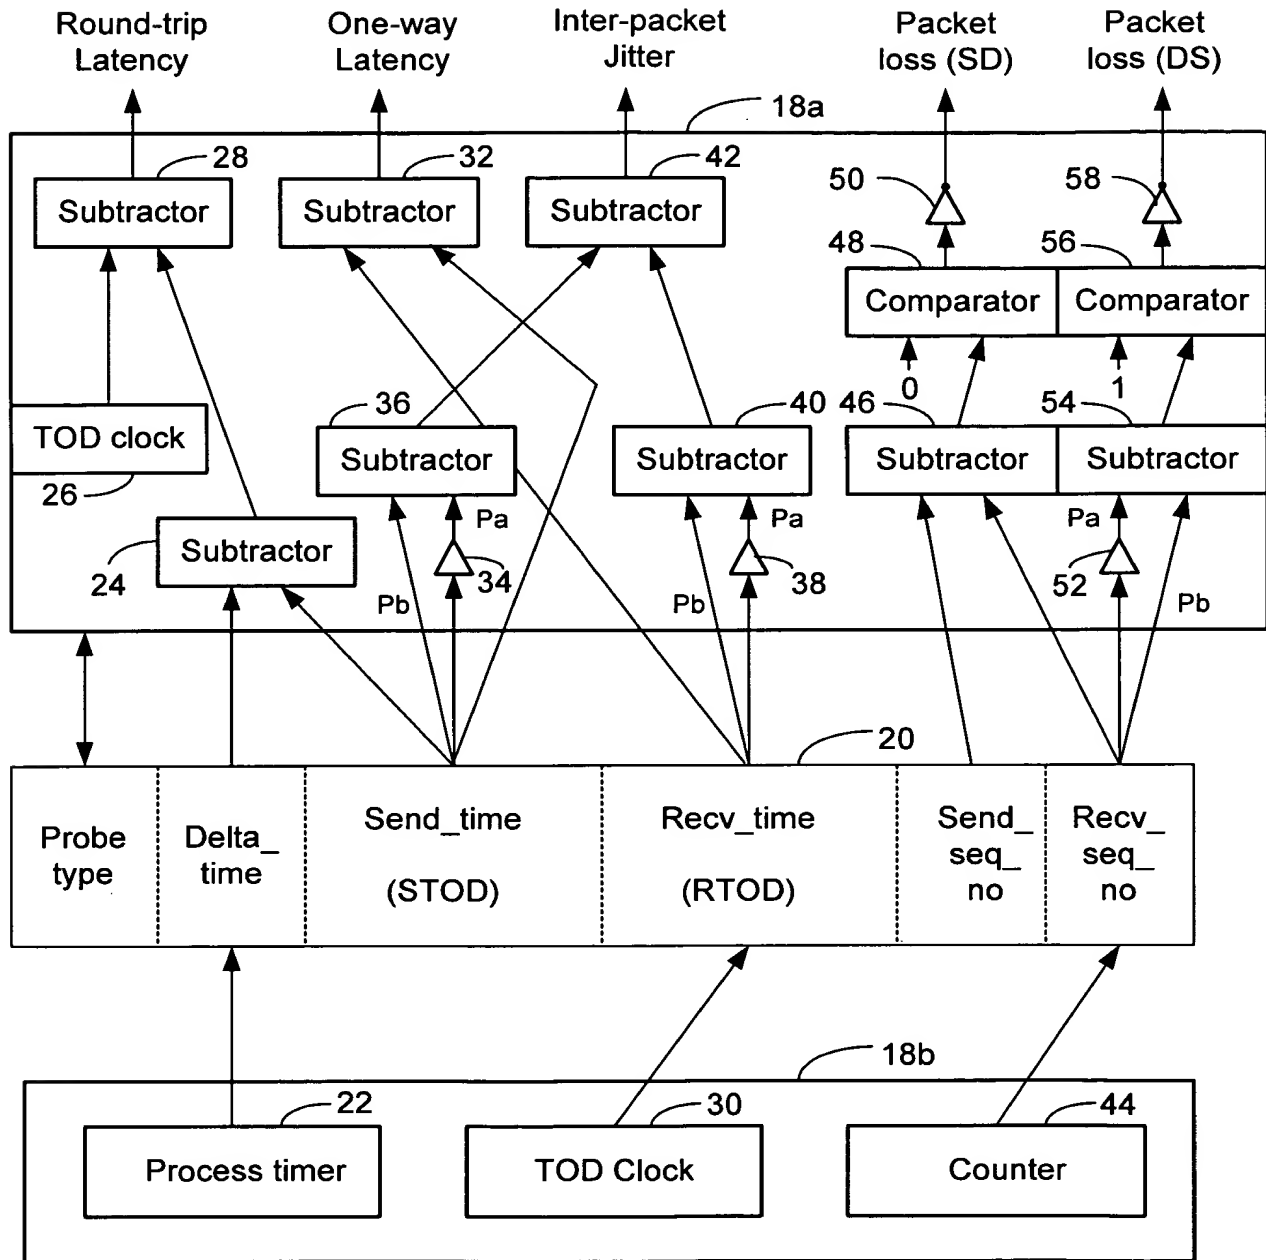 Round-trip
Latency
One-way
Latency
Inter-packet
Jitter
Packet
loss (SD)
Packet
loss (DS)
18a
28
Subtractor
32
Subtractor
42
Subtractor
50
58
48
Comparator
56
Comparator
0
1
TOD clock
26
36
Subtractor
40
Subtractor
46
Subtractor
54
Subtractor
24
Subtractor
Pa
34
Pb
Pa
38
Pb
Pa
52
Pb
20
Probe
type
Delta_
time
Send_time
(STOD)
Recv_time
(RTOD)
Send_
seq_
no
Recv_
seq_
no
18b
22
Process timer
30
TOD Clock
44
Counter